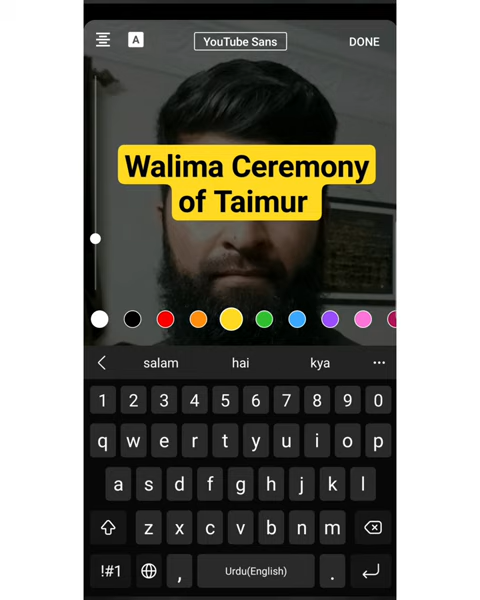 A YouTube Sans DONE
Walima Ceremony
of Taimur
salam hai kya ...
1 2 3 4 5 6 7 8 9 0
q w e r t y u i o p
a s d f g h j k l
z x c v b n m
!#1 , Urdu(English) .